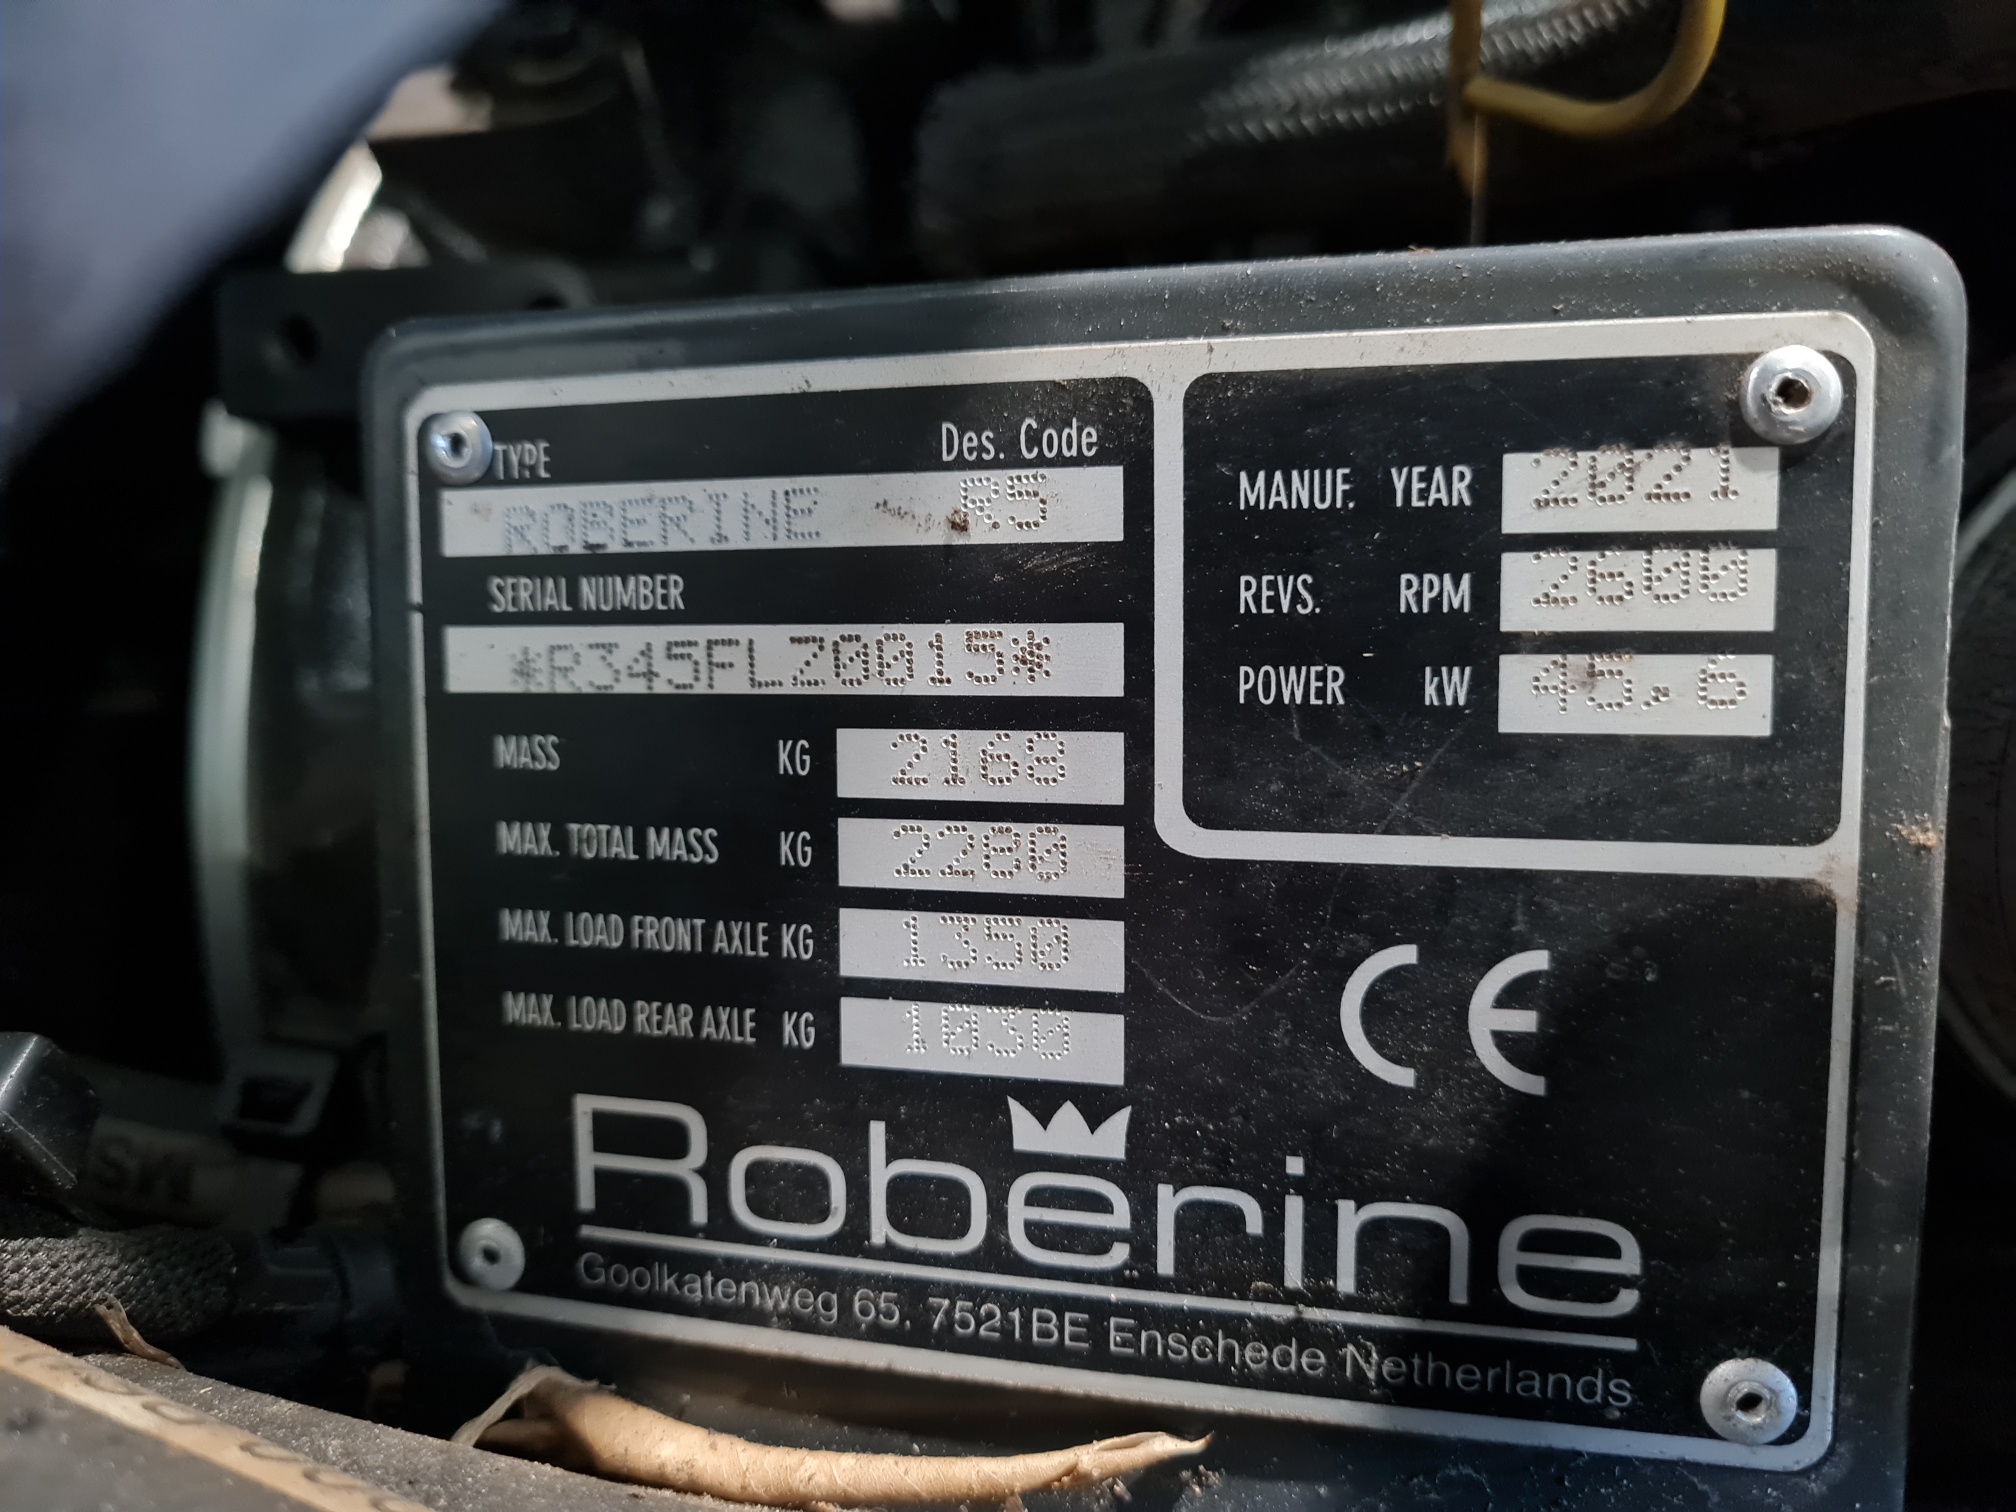 TYPE Des. Code
ROBERINE R5
SERIAL NUMBER
*R345FLZ0015*
MASS KG 2168
MAX. TOTAL MASS KG 2280
MAX. LOAD FRONT AXLE KG 1350
MAX. LOAD REAR AXLE KG 1030
MANUF. YEAR 2021
REVS. RPM 2600
POWER kW 45,6
CE
Roberine
Goolkatenweg 65, 7521BE Enschede Netherlands